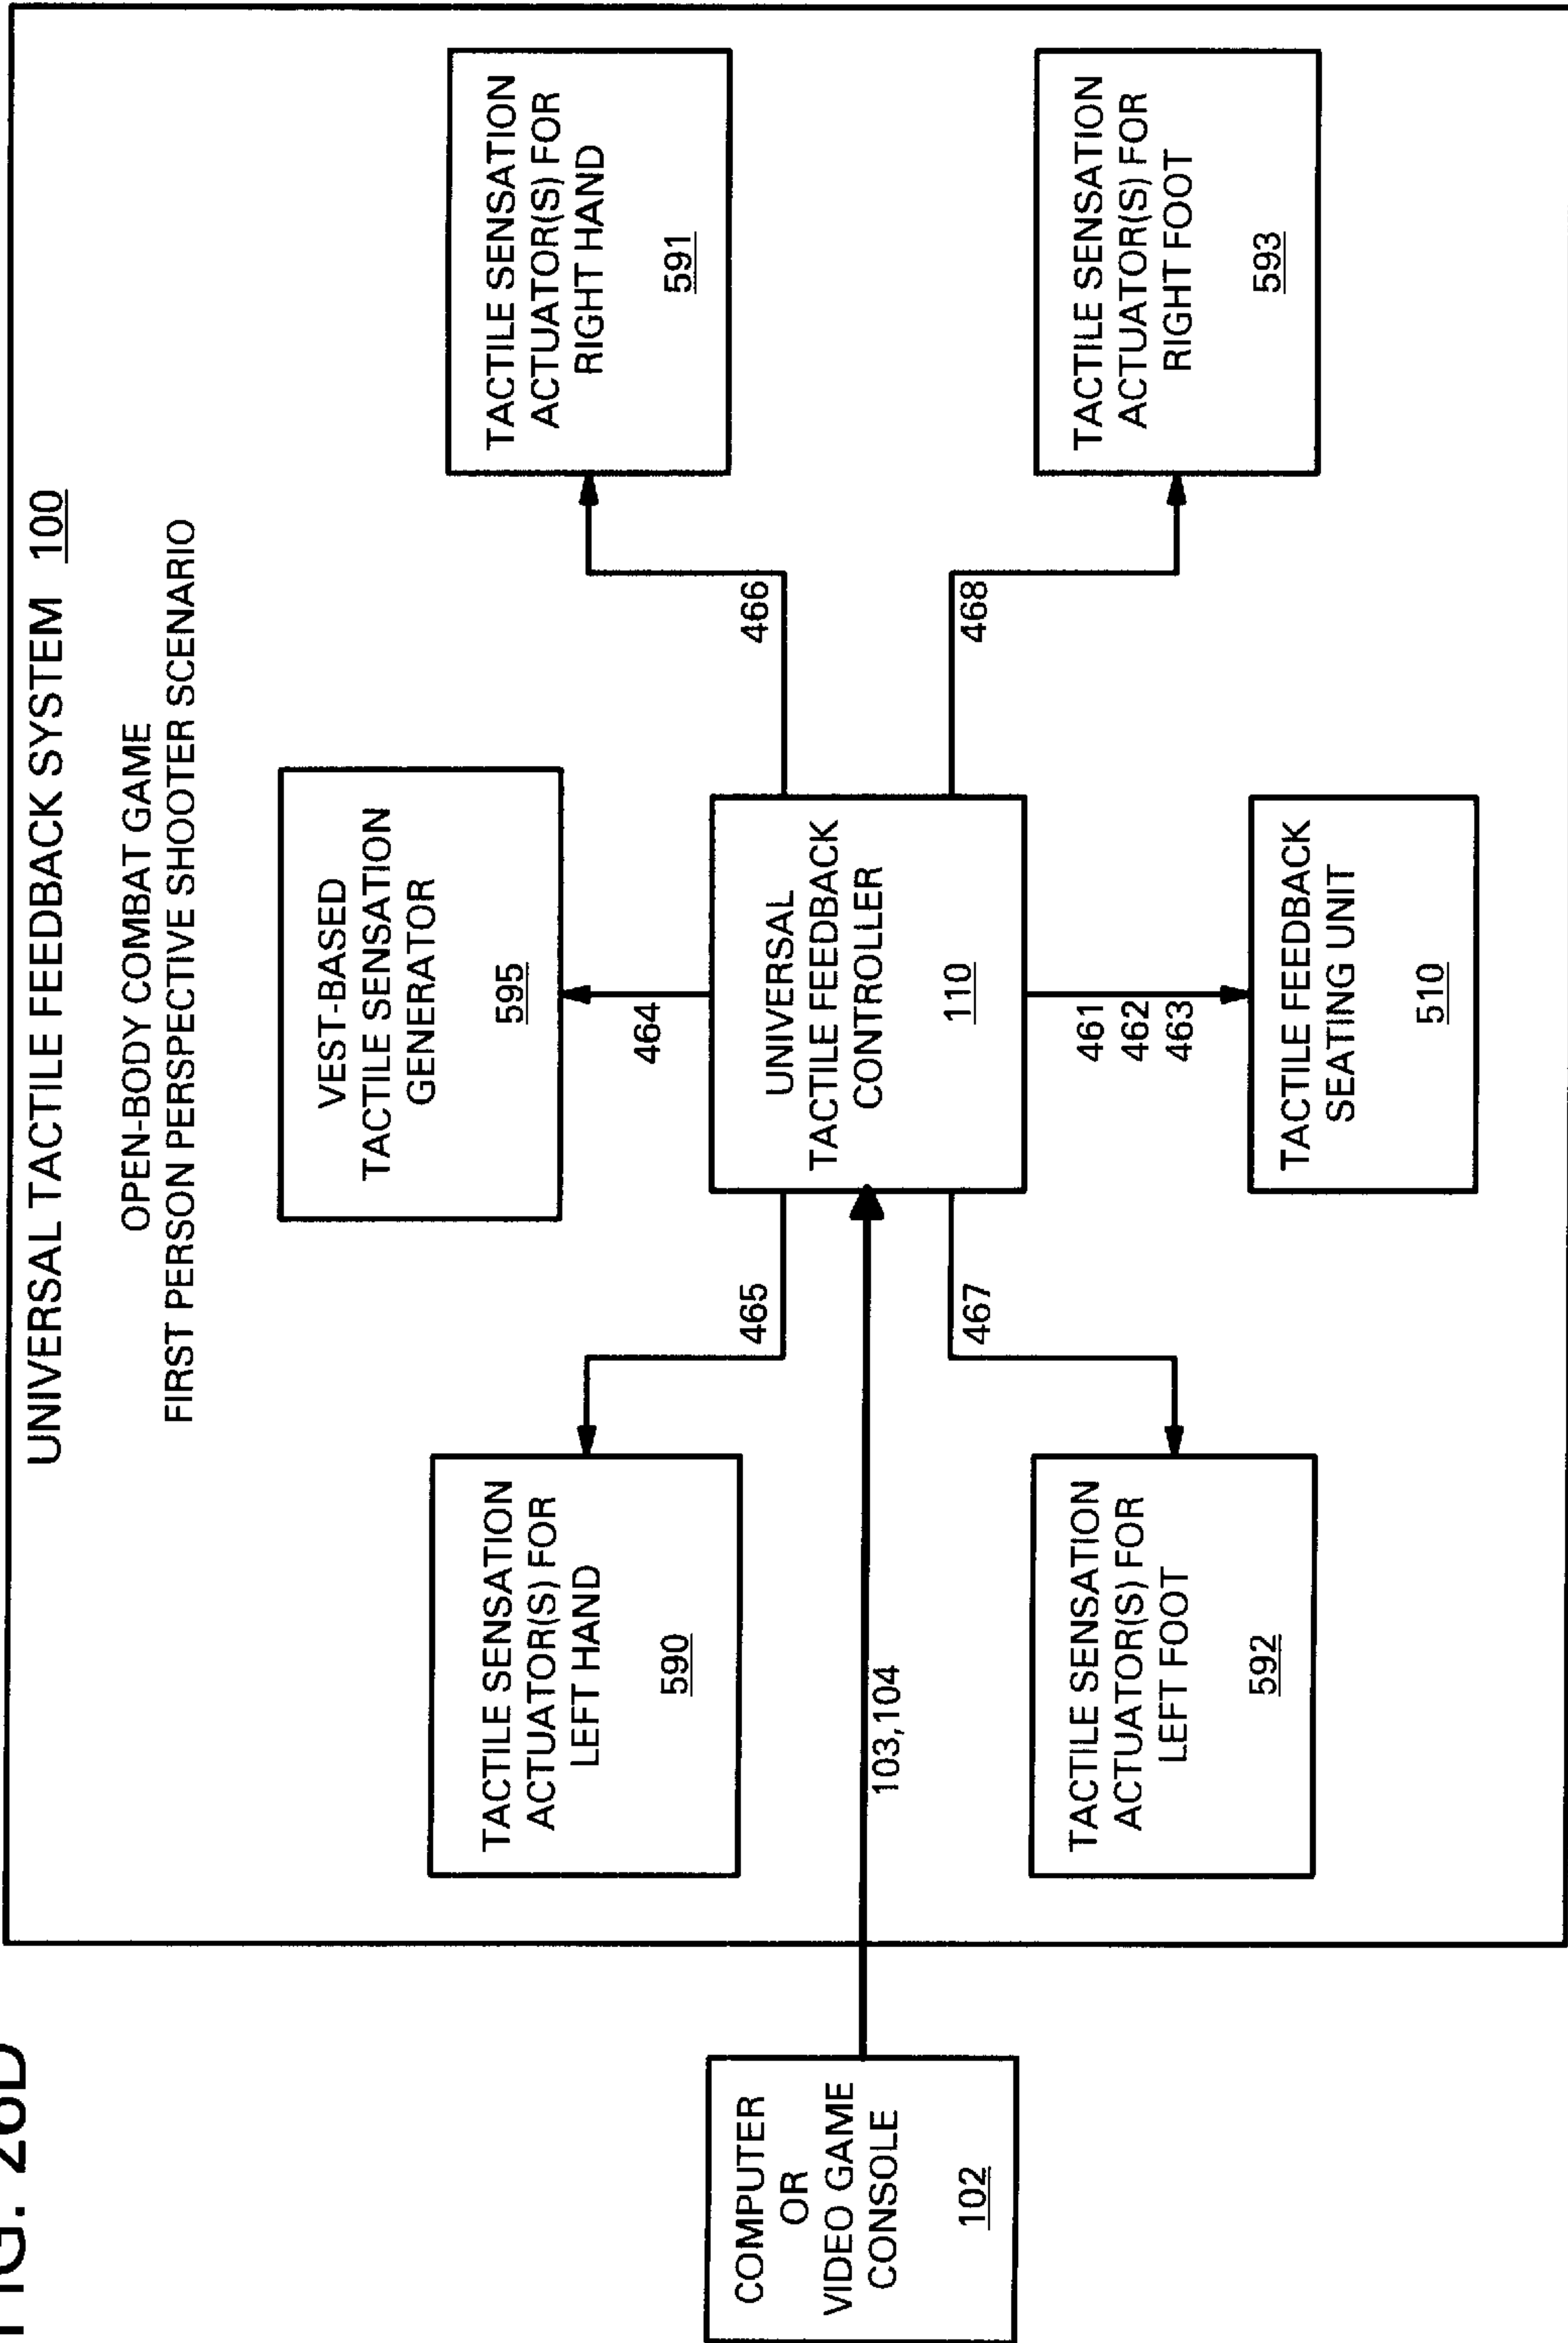 FIG.
UNIVERSAL TACTILE FEEDBACK SYSTEM 100
OPEN-BODY COMBAT GAME
FIRST PERSON PERSPECTIVE SHOOTER SCENARIO
COMPUTER
OR
VIDEO GAME
CONSOLE
102
103,104
TACTILE SENSATION
ACTUATOR(S) FOR
LEFT HAND
590
465
TACTILE SENSATION
ACTUATOR(S) FOR
LEFT FOOT
592
467
VEST-BASED
TACTILE SENSATION
GENERATOR
595
464
UNIVERSAL
TACTILE FEEDBACK
CONTROLLER
110
461
462
463
TACTILE FEEDBACK
SEATING UNIT
510
466
TACTILE SENSATION
ACTUATOR(S) FOR
RIGHT HAND
591
468
TACTILE SENSATION
ACTUATOR(S) FOR
RIGHT FOOT
593